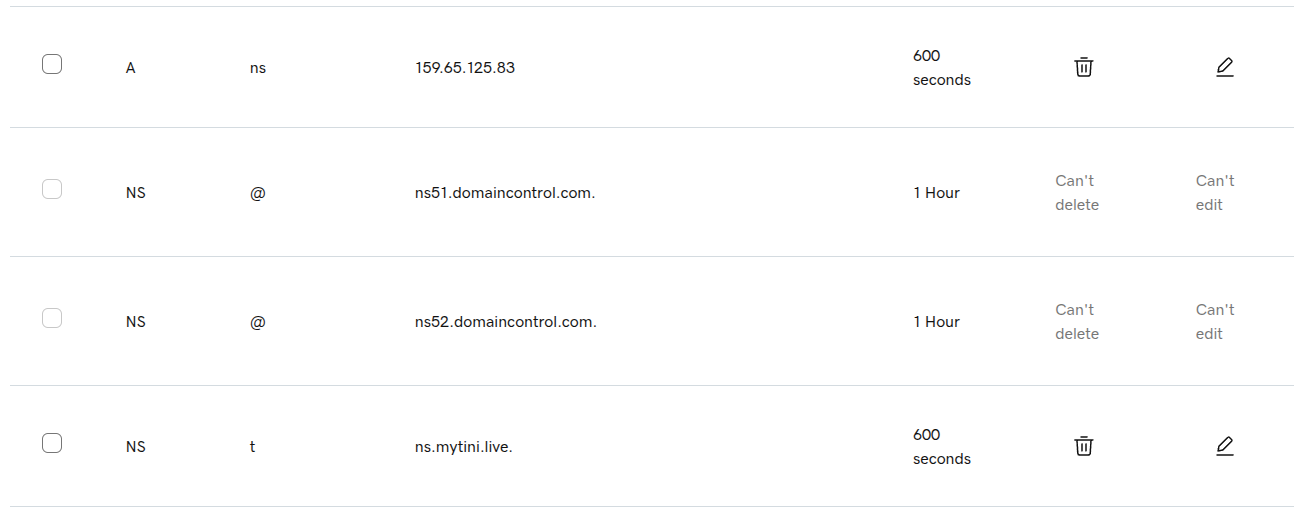 A ns 159.65.125.83 600 seconds
NS @ ns51.domaincontrol.com. 1 Hour Can't delete Can't edit
NS @ ns52.domaincontrol.com. 1 Hour Can't delete Can't edit
NS t ns.mytini.live. 600 seconds